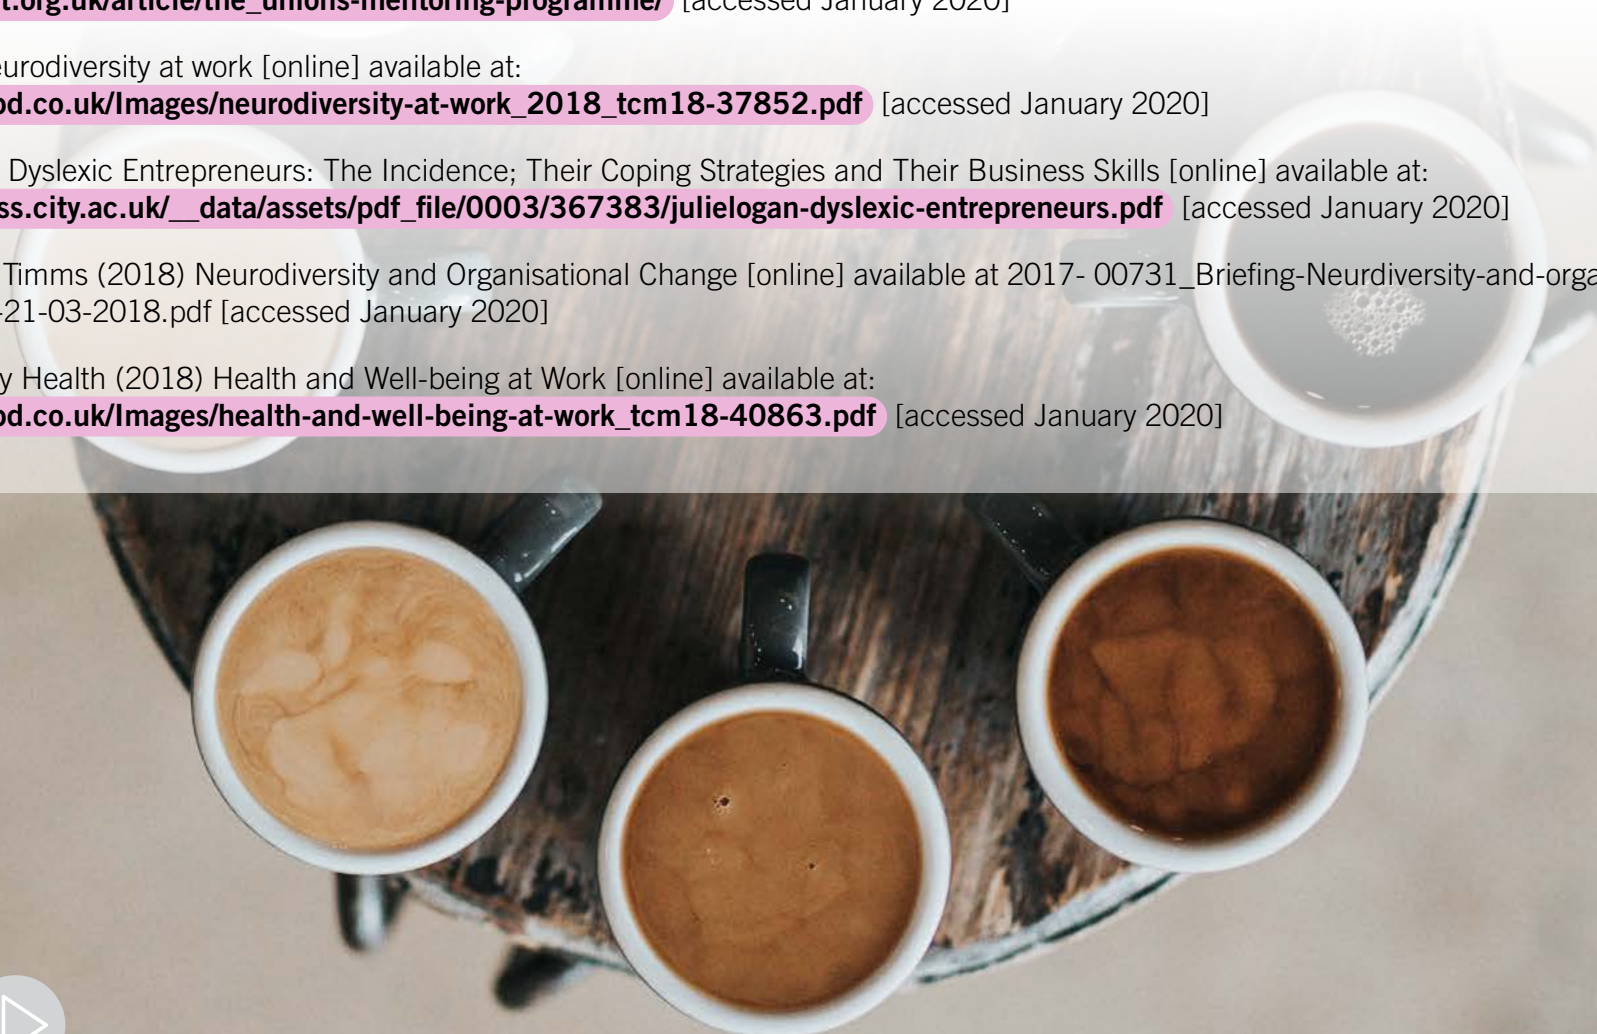 t.org.uk/article/the_unions-mentoring-programme/ [accessed January 2020]
eurodiversity at work [online] available at:
pd.co.uk/Images/neurodiversity-at-work_2018_tcm18-37852.pdf [accessed January 2020]
Dyslexic Entrepreneurs: The Incidence; Their Coping Strategies and Their Business Skills [online] available at:
ss.city.ac.uk/__data/assets/pdf_file/0003/367383/julielogan-dyslexic-entrepreneurs.pdf [accessed January 2020]
Timms (2018) Neurodiversity and Organisational Change [online] available at 2017- 00731_Briefing-Neurdiversity-and-orga
-21-03-2018.pdf [accessed January 2020]
y Health (2018) Health and Well-being at Work [online] available at:
pd.co.uk/Images/health-and-well-being-at-work_tcm18-40863.pdf [accessed January 2020]